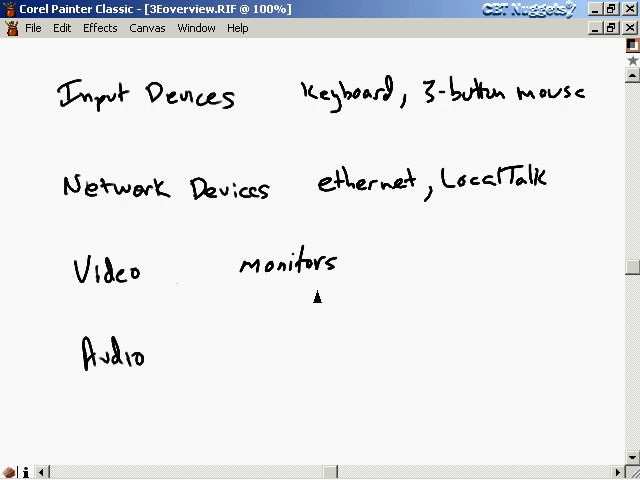 Corel Painter Classic - [3Eoverview.RIF @ 100%]
CBT Nuggets
File Edit Effects Canvas Window Help
Input Devices keyboard, 3-button mouse
Network Devices ethernet, LocalTalk
Video monitors
Audio